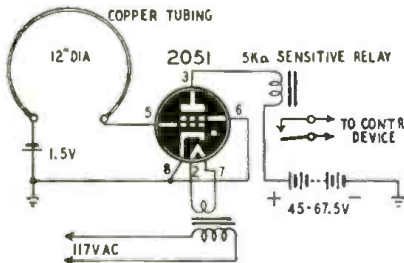 COPPER TUBING
12" DIA
2051
5KΩ SENSITIVE RELAY
3
5
6
TO CONTR
DEVICE
1.5V
8
2
7
+
-
45-67.5V
117VAC